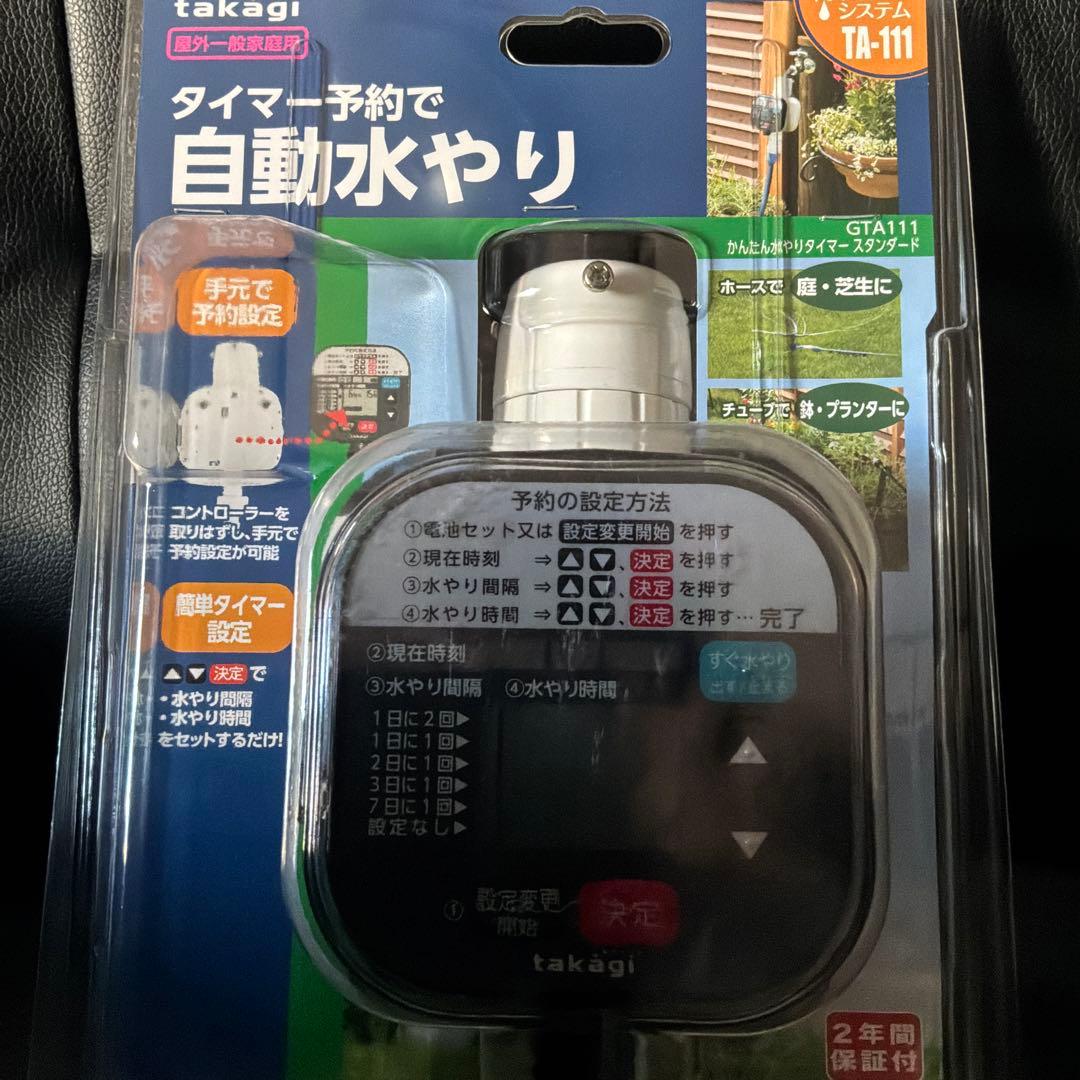 takagi
屋外一般家庭用
システム
TA-111
タイマー予約で
自動水やり
GTA111
かんたん水やりタイマー スタンダード
手元で
予約設定
ホースで 庭・芝生に
チューブで 鉢・プランターに
コントローラーを
取りはずし、手元で
予約設定が可能
簡単タイマー
設定
▲▼決定で
・水やり間隔
・水やり時間
をセットするだけ!
予約の設定方法
①電池セット又は 設定変更開始 を押す
②現在時刻 ⇒▲▼、決定を押す
③水やり間隔 ⇒▲▼、決定を押す
④水やり時間 ⇒▲▼、決定を押す…完了
②現在時刻
すぐ水やり
③水やり間隔 ④水やり時間
1日に2回▶
1日に1回▶
2日に1回▶
3日に1回▶
7日に1回▶
設定なし▶
① 設定変更
開始
決定
takagi
2年間
保証付